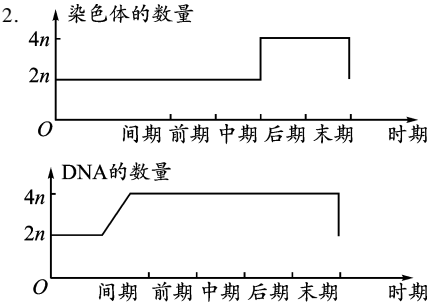 2.
染色体的数量
4n
2n
O
间期 前期 中期 后期 末期 时期
DNA的数量
4n
2n
O
间期 前期 中期 后期 末期 时期